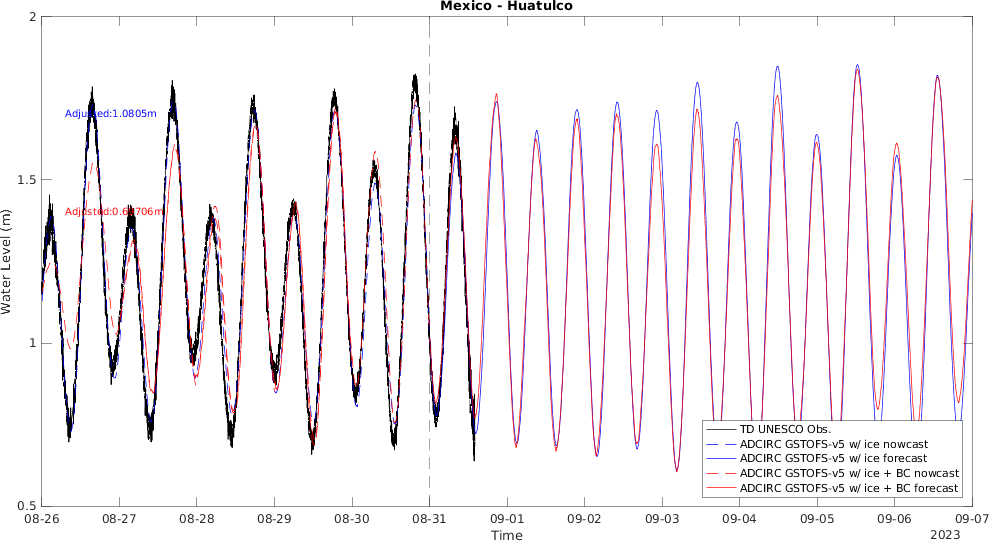 Mexico - Huatulco
Water Level (m)
2
1.5
1
0.5
Adjusted:1.0805m
TD UNESCO Obs.
ADCIRC GSTOFS-v5 w/ ice nowcast
ADCIRC GSTOFS-v5 w/ ice forecast
ADCIRC GSTOFS-v5 w/ ice + BC nowcast
ADCIRC GSTOFS-v5 w/ ice + BC forecast
08-26 08-27 08-28 08-29 08-30 08-31 09-01 09-02 09-03 09-04 09-05 09-06 09-07
Time
2023